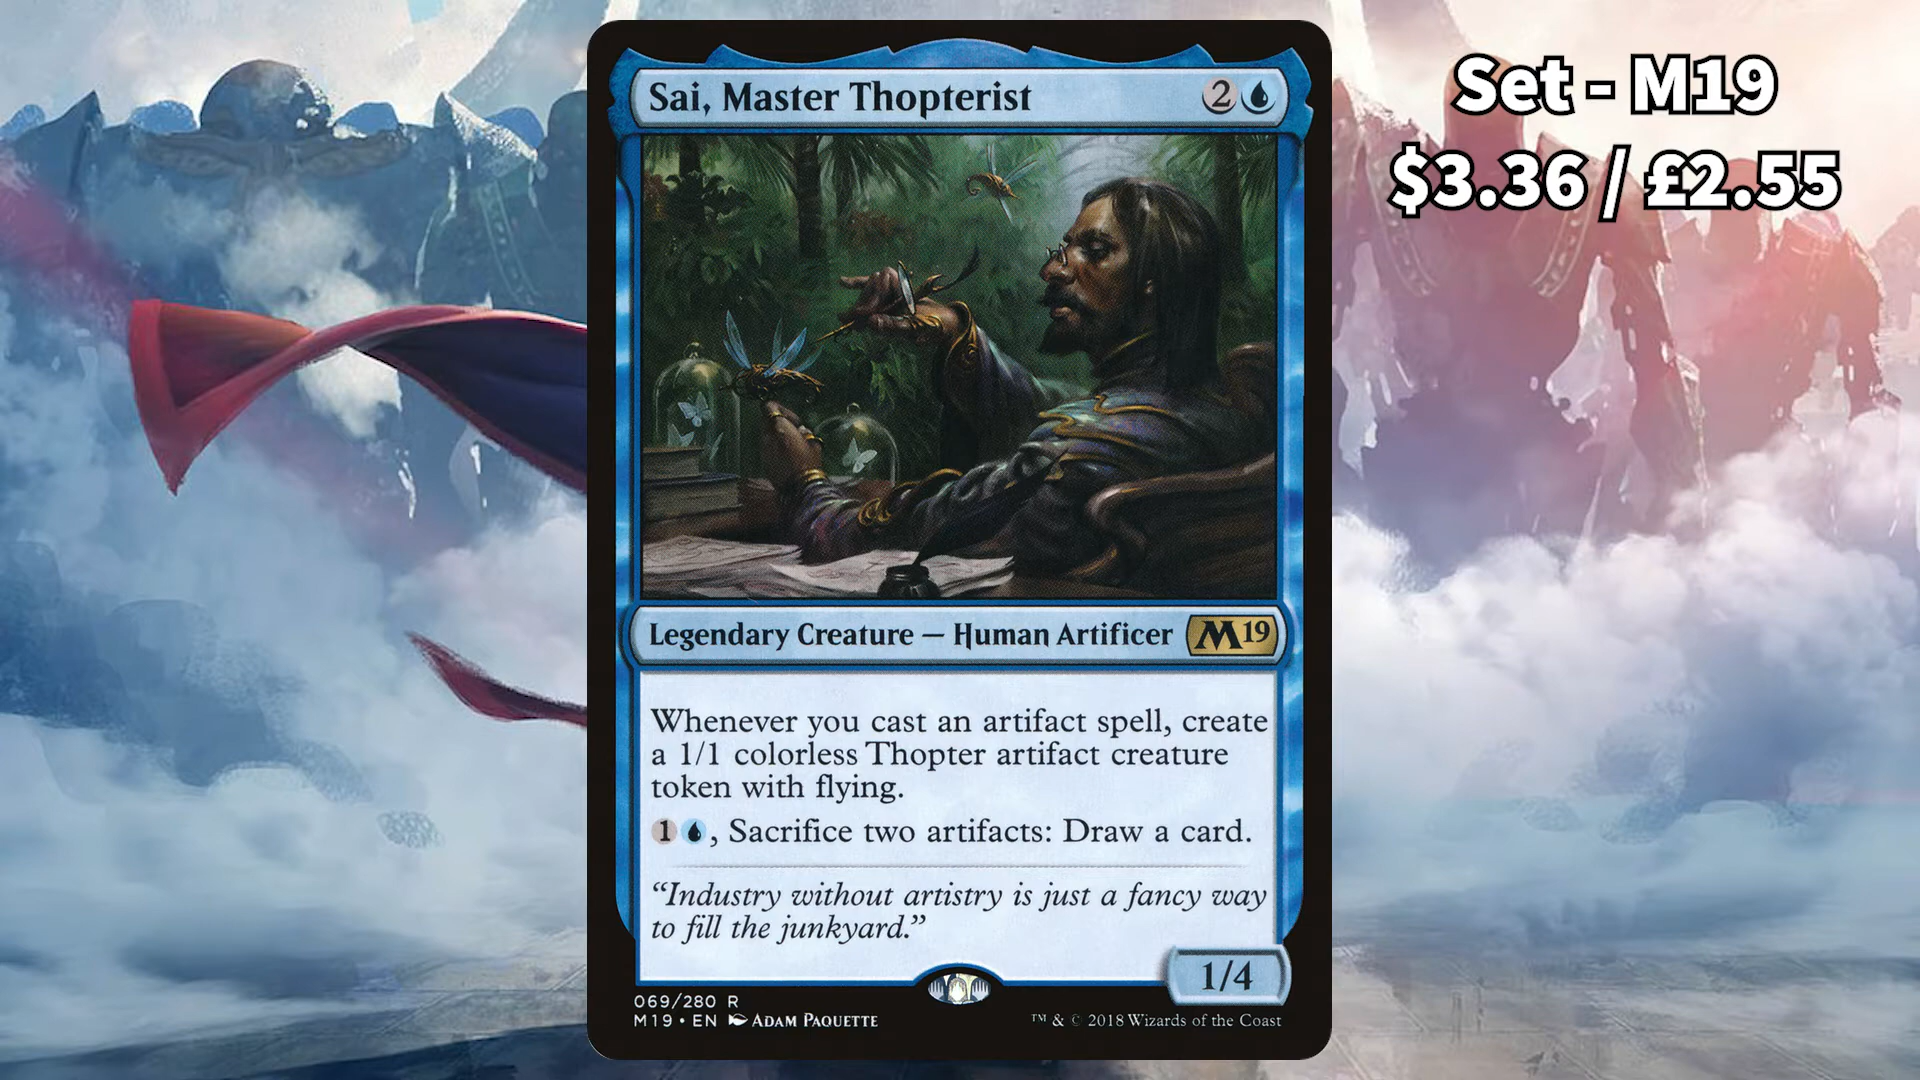 Sai, Master Thopterist 2
Set - M19
$3.36 / £2.55
Legendary Creature — Human Artificer M19
Whenever you cast an artifact spell, create
a 1/1 colorless Thopter artifact creature
token with flying.
1, Sacrifice two artifacts: Draw a card.
“Industry without artistry is just a fancy way
to fill the junkyard.”
1/4
069/280 R
M19 • EN ADAM PAQUETTE
™ & © 2018 Wizards of the Coast